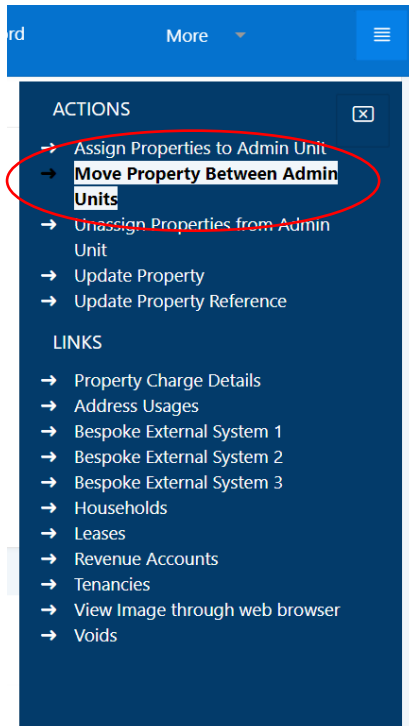 rd
More
ACTIONS
Assign Properties to Admin Unit
Move Property Between Admin
Units
Unassign Properties from Admin
Unit
Update Property
Update Property Reference
LINKS
Property Charge Details
Address Usages
Bespoke External System 1
Bespoke External System 2
Bespoke External System 3
Households
Leases
Revenue Accounts
Tenancies
View Image through web browser
Voids